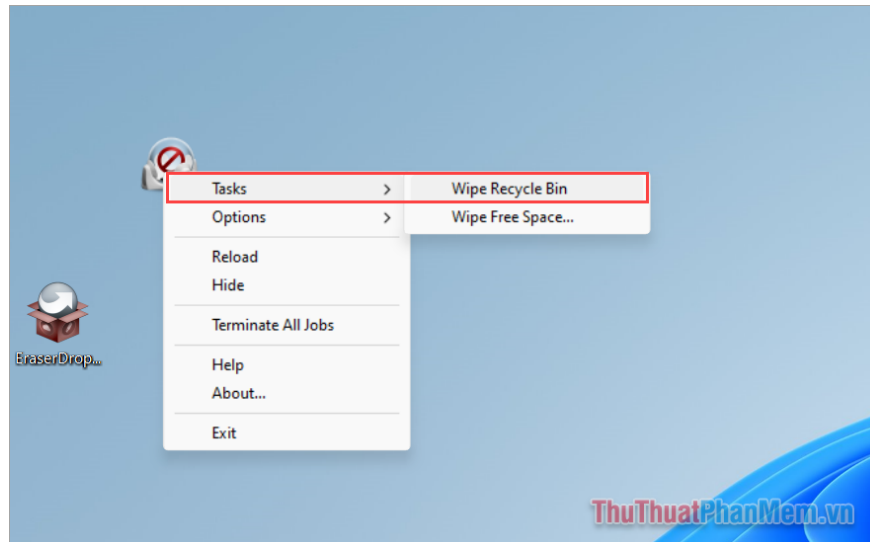 Tasks
Wipe Recycle Bin
Options
Wipe Free Space...
Reload
Hide
Terminate All Jobs
Help
About...
Exit
EraserDrop...
ThuThuatPhanMem.vn